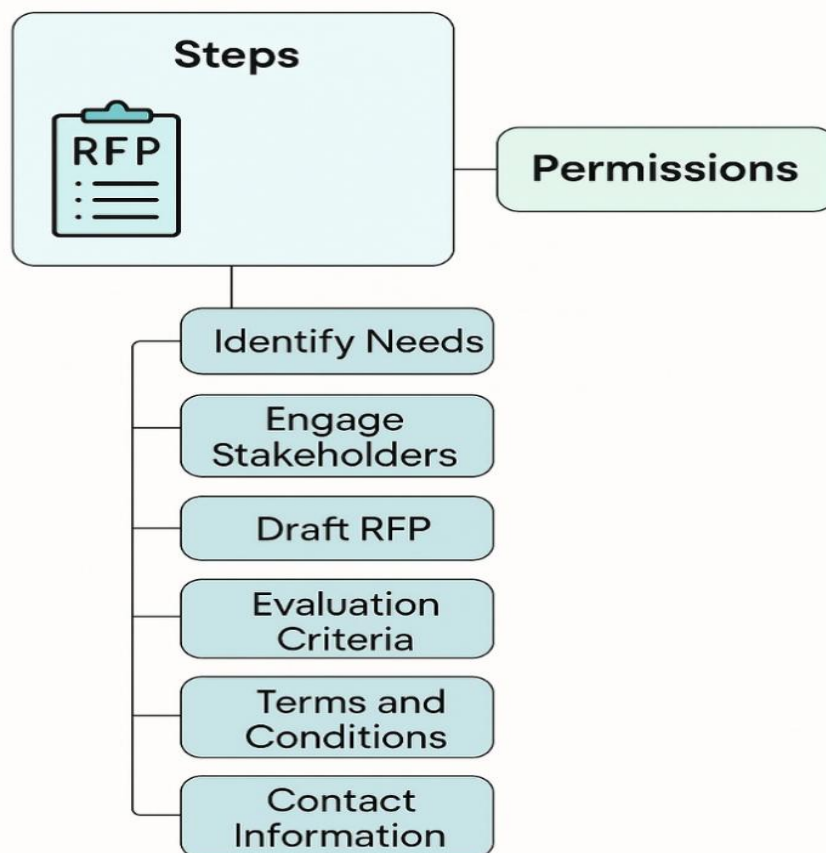 Steps
RFP
Permissions
Identify Needs
Engage
Stakeholders
Draft RFP
Evaluation
Criteria
Terms and
Conditions
Contact
Information